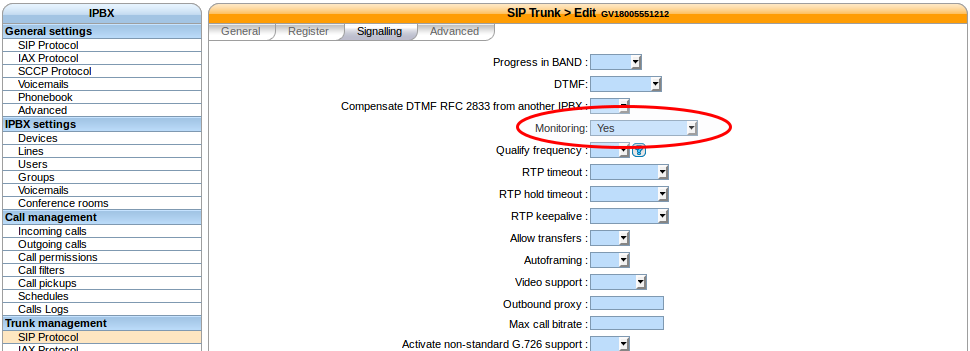 IPBX
General settings
SIP Protocol
IAX Protocol
SCCP Protocol
Voicemails
Phonebook
Advanced
IPBX settings
Devices
Lines
Users
Groups
Voicemails
Conference rooms
Call management
Incoming calls
Outgoing calls
Call permissions
Call filters
Call pickups
Schedules
Calls Logs
Trunk management
SIP Protocol
IAX Protocol
SIP Trunk > Edit GV18005551212
General Register Signalling Advanced
Progress in BAND :
DTMF:
Compensate DTMF RFC 2833 from another IPBX :
Monitoring: Yes
Qualify frequency : ?
RTP timeout :
RTP hold timeout :
RTP keepalive :
Allow transfers :
Autoframing :
Video support :
Outbound proxy :
Max call bitrate :
Activate non-standard G.726 support :